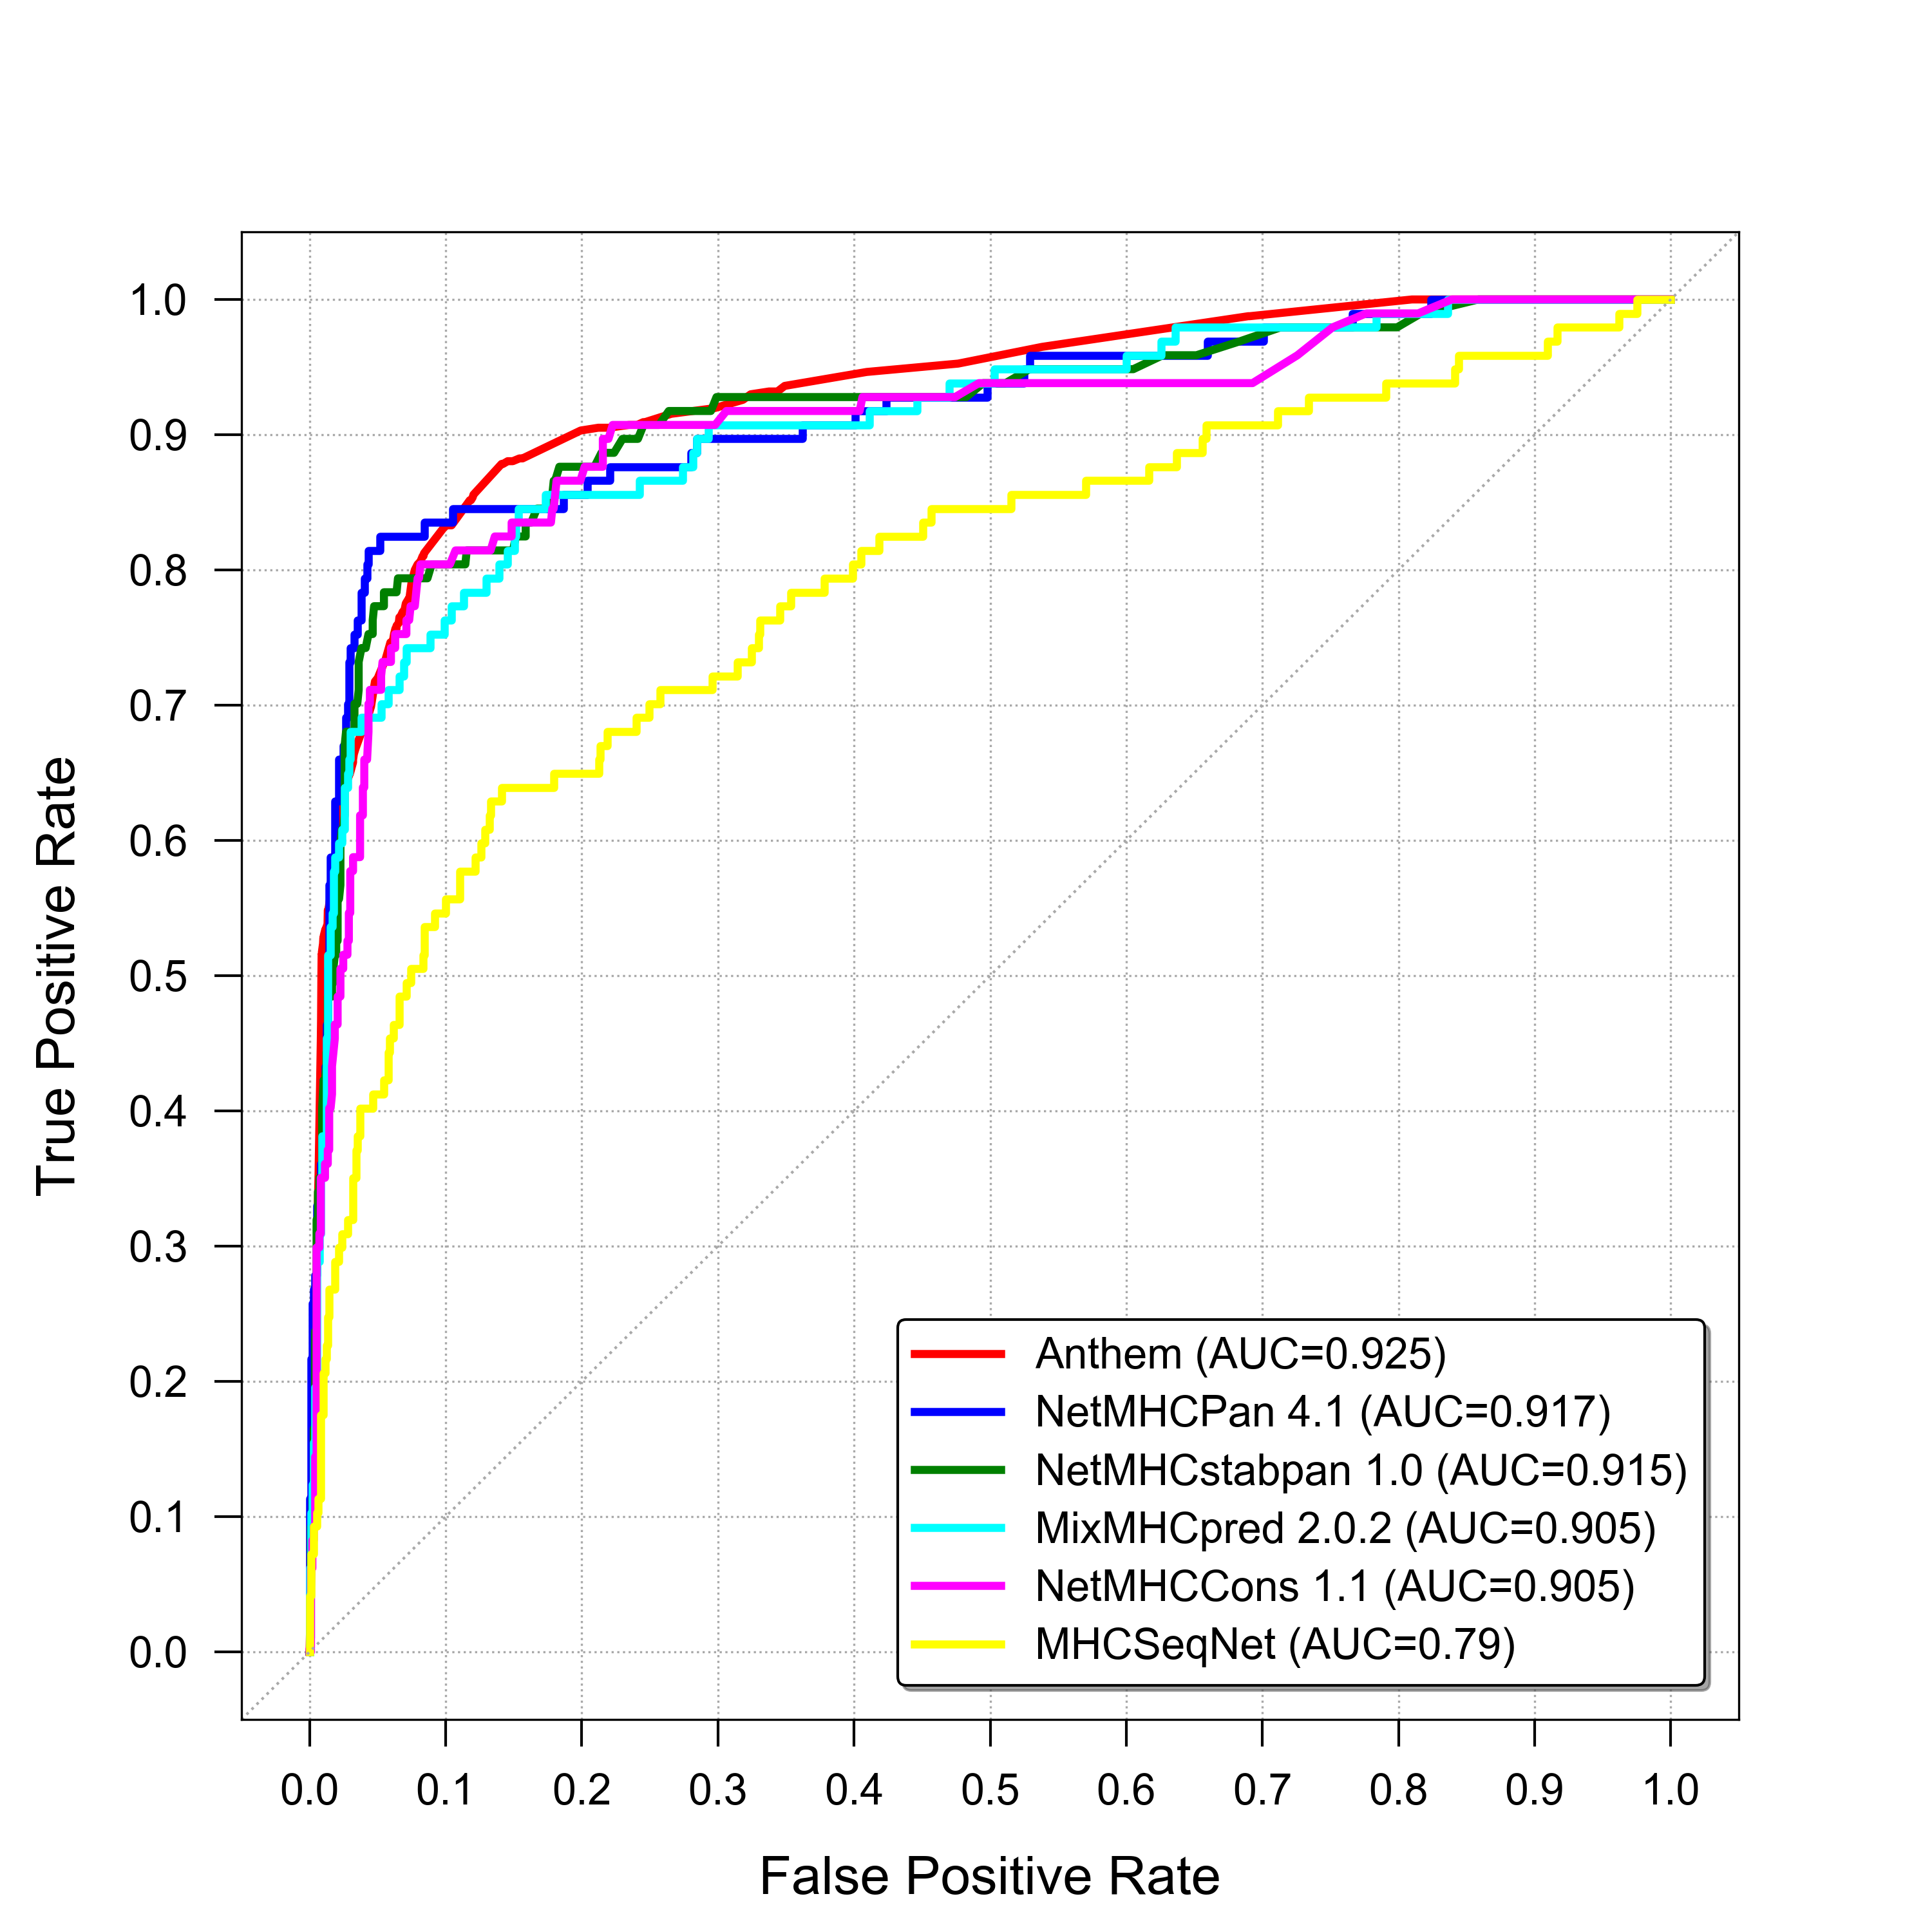 1.0
0.9
0.8
0.7
0.6
0.5
0.4
0.3
0.2
0.1
0.0
True Positive Rate
Anthem (AUC=0.925)
NetMHCPan 4.1 (AUC=0.917)
NetMHCstabpan 1.0 (AUC=0.915)
MixMHCpred 2.0.2 (AUC=0.905)
NetMHCCons 1.1 (AUC=0.905)
MHCSeqNet (AUC=0.79)
0.0 0.1 0.2 0.3 0.4 0.5 0.6 0.7 0.8 0.9 1.0
False Positive Rate